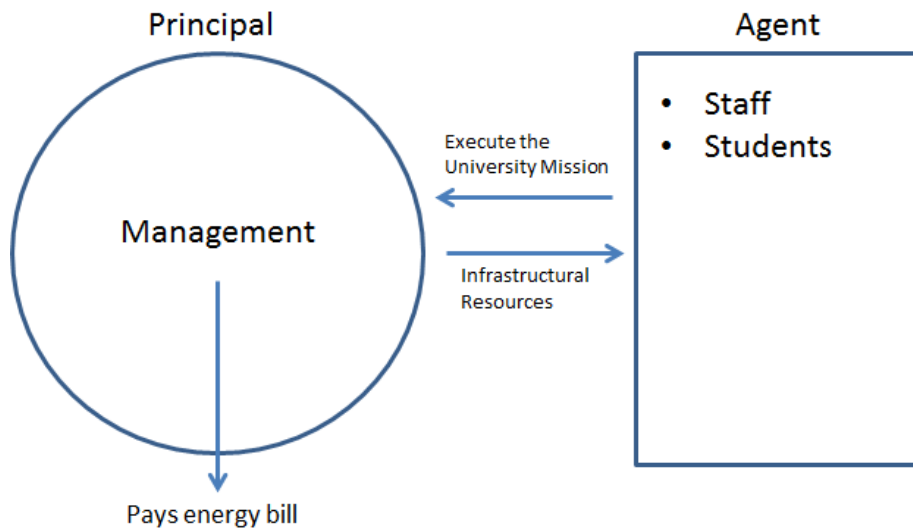 Principal
Agent
• Staff
• Students
Execute the
University Mission
Management
Infrastructural
Resources
Pays energy bill